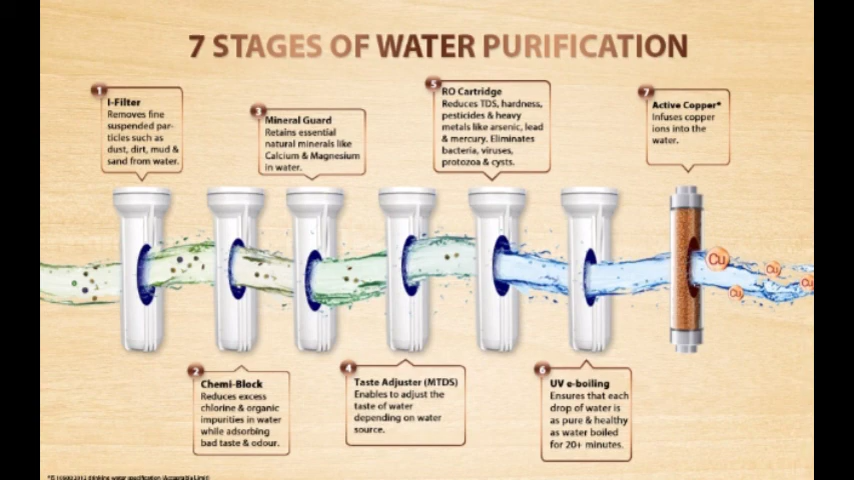 7 STAGES OF WATER PURIFICATION
1
I-Filter
Removes fine
suspended par-
ticles such as
dust, dirt, mud &
sand from water.
3
Mineral Guard
Retains essential
natural minerals like
Calcium & Magnesium
in water.
5
RO Cartridge
Reduces TDS, hardness,
pesticides & heavy
metals like arsenic, lead
& mercury. Eliminates
bacteria, viruses,
protozoa & cysts.
7
Active Copper*
Infuses copper
ions into the
water.
Cu
Cu
Cu
Cu
2
Chemi-Block
Reduces excess
chlorine & organic
impurities in water
while adsorbing
bad taste & odour.
4
Taste Adjuster (MTDS)
Enables to adjust the
taste of water
depending on water
source.
6
UV e-boiling
Ensures that each
drop of water is
as pure & healthy
as water boiled
for 20+ minutes.
drinking water specification (Acceptable Limit)